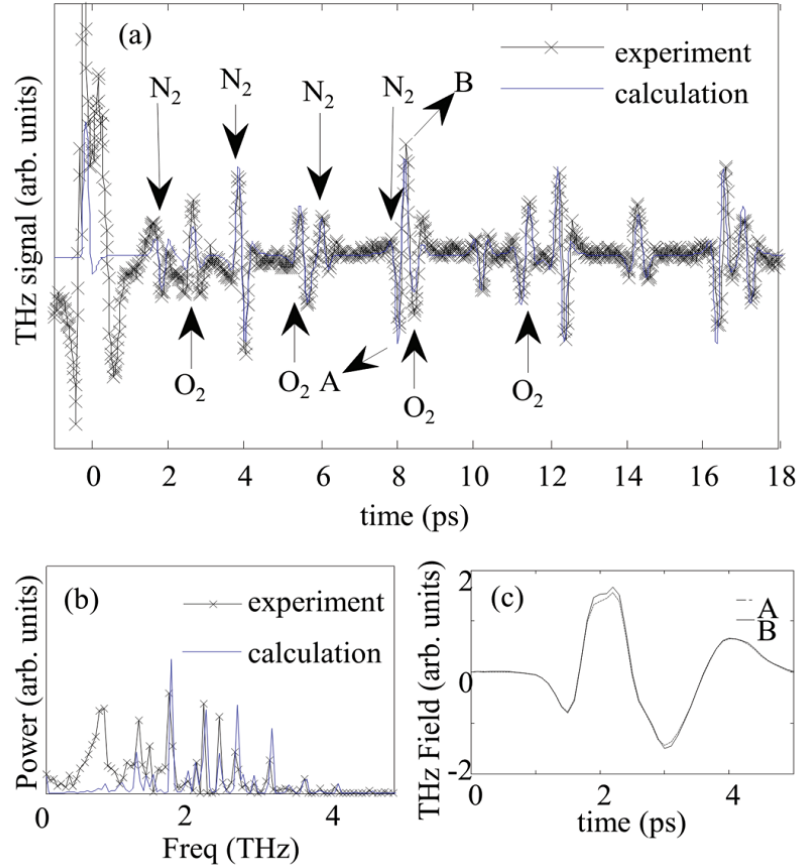 (a)
experiment
calculation
N2
N2
N2
N2
B
THz signal (arb. units)
O2
O2
A
O2
O2
0 2 4 6 8 10 12 14 16 18
time (ps)
(b)
experiment
calculation
Power (arb. units)
0 2 4
Freq (THz)
(c)
A
B
THz Field (arb. units)
2
0
-2
0 2 4
time (ps)